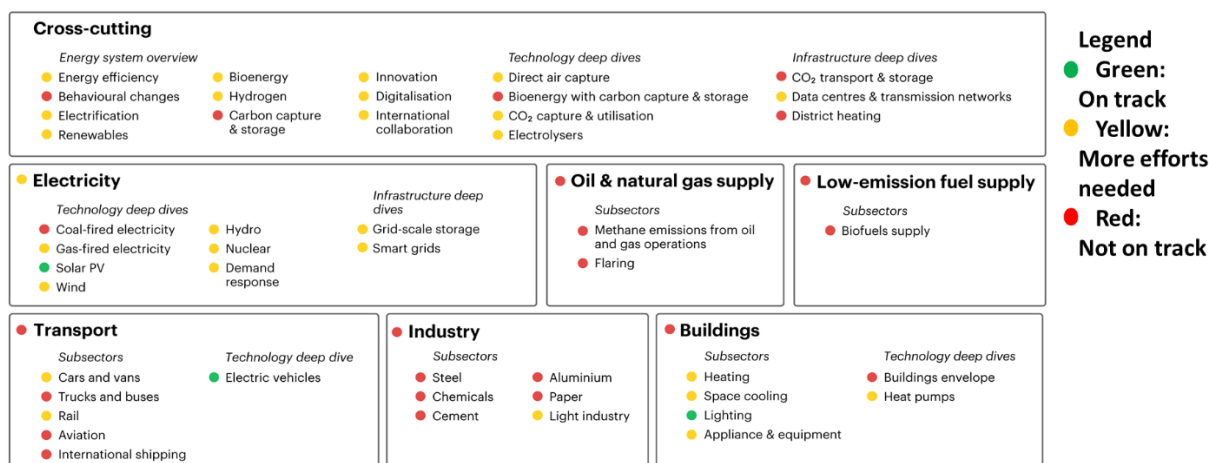 Cross-cutting
Energy system overview
Energy efficiency
Behavioural changes
Electrification
Renewables
Bioenergy
Hydrogen
Carbon capture
& storage
Innovation
Digitalisation
International
collaboration
Technology deep dives
Direct air capture
Bioenergy with carbon capture & storage
CO₂ capture & utilisation
Electrolysers
Infrastructure deep dives
CO₂ transport & storage
Data centres & transmission networks
District heating
Legend
Green:
On track
Yellow:
More efforts
needed
Red:
Not on track
Electricity
Technology deep dives
Coal-fired electricity
Gas-fired electricity
Solar PV
Wind
Hydro
Nuclear
Demand
response
Infrastructure deep
dives
Grid-scale storage
Smart grids
Oil & natural gas supply
Subsectors
Methane emissions from oil
and gas operations
Flaring
Low-emission fuel supply
Subsectors
Biofuels supply
Transport
Subsectors
Cars and vans
Trucks and buses
Rail
Aviation
International shipping
Technology deep dive
Electric vehicles
Industry
Subsectors
Steel
Chemicals
Cement
Aluminium
Paper
Light industry
Buildings
Subsectors
Heating
Space cooling
Lighting
Appliance & equipment
Technology deep dives
Buildings envelope
Heat pumps